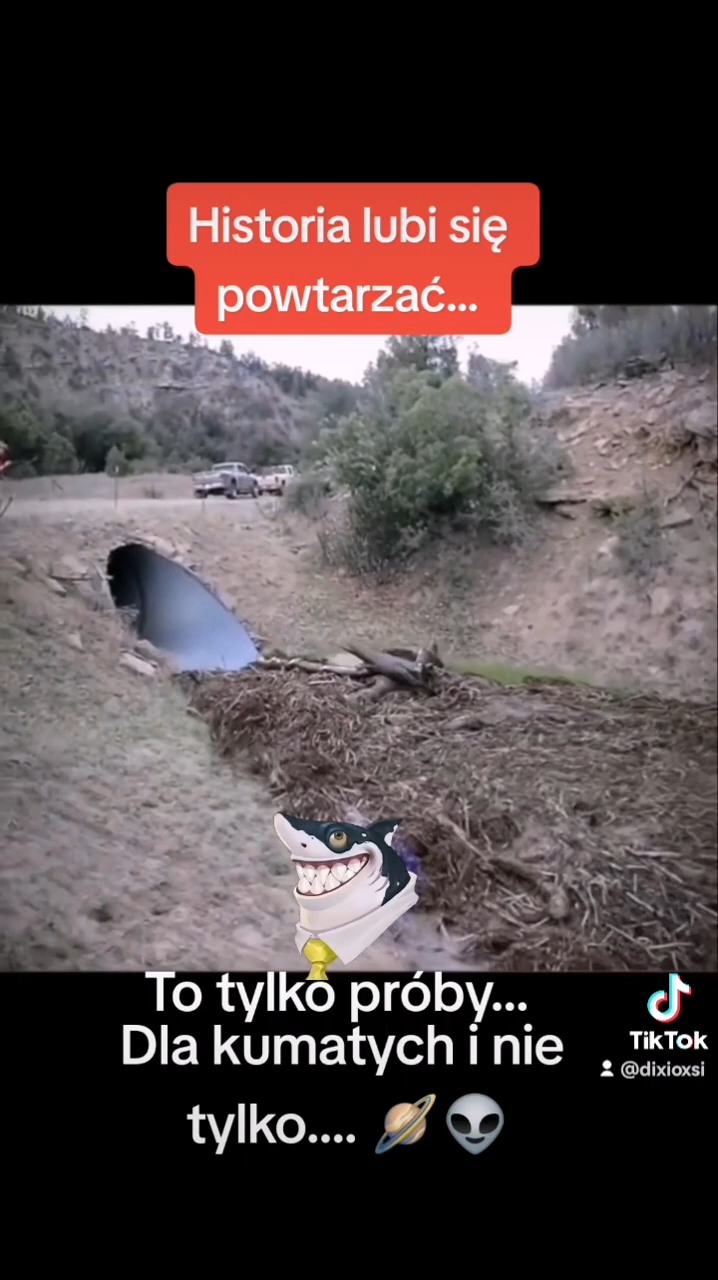 Historia lubi się
powtarzać...
To tylko próby...
Dla kumatych i nie
tylko.... 🪐 👽
TikTok
@dixioxsi